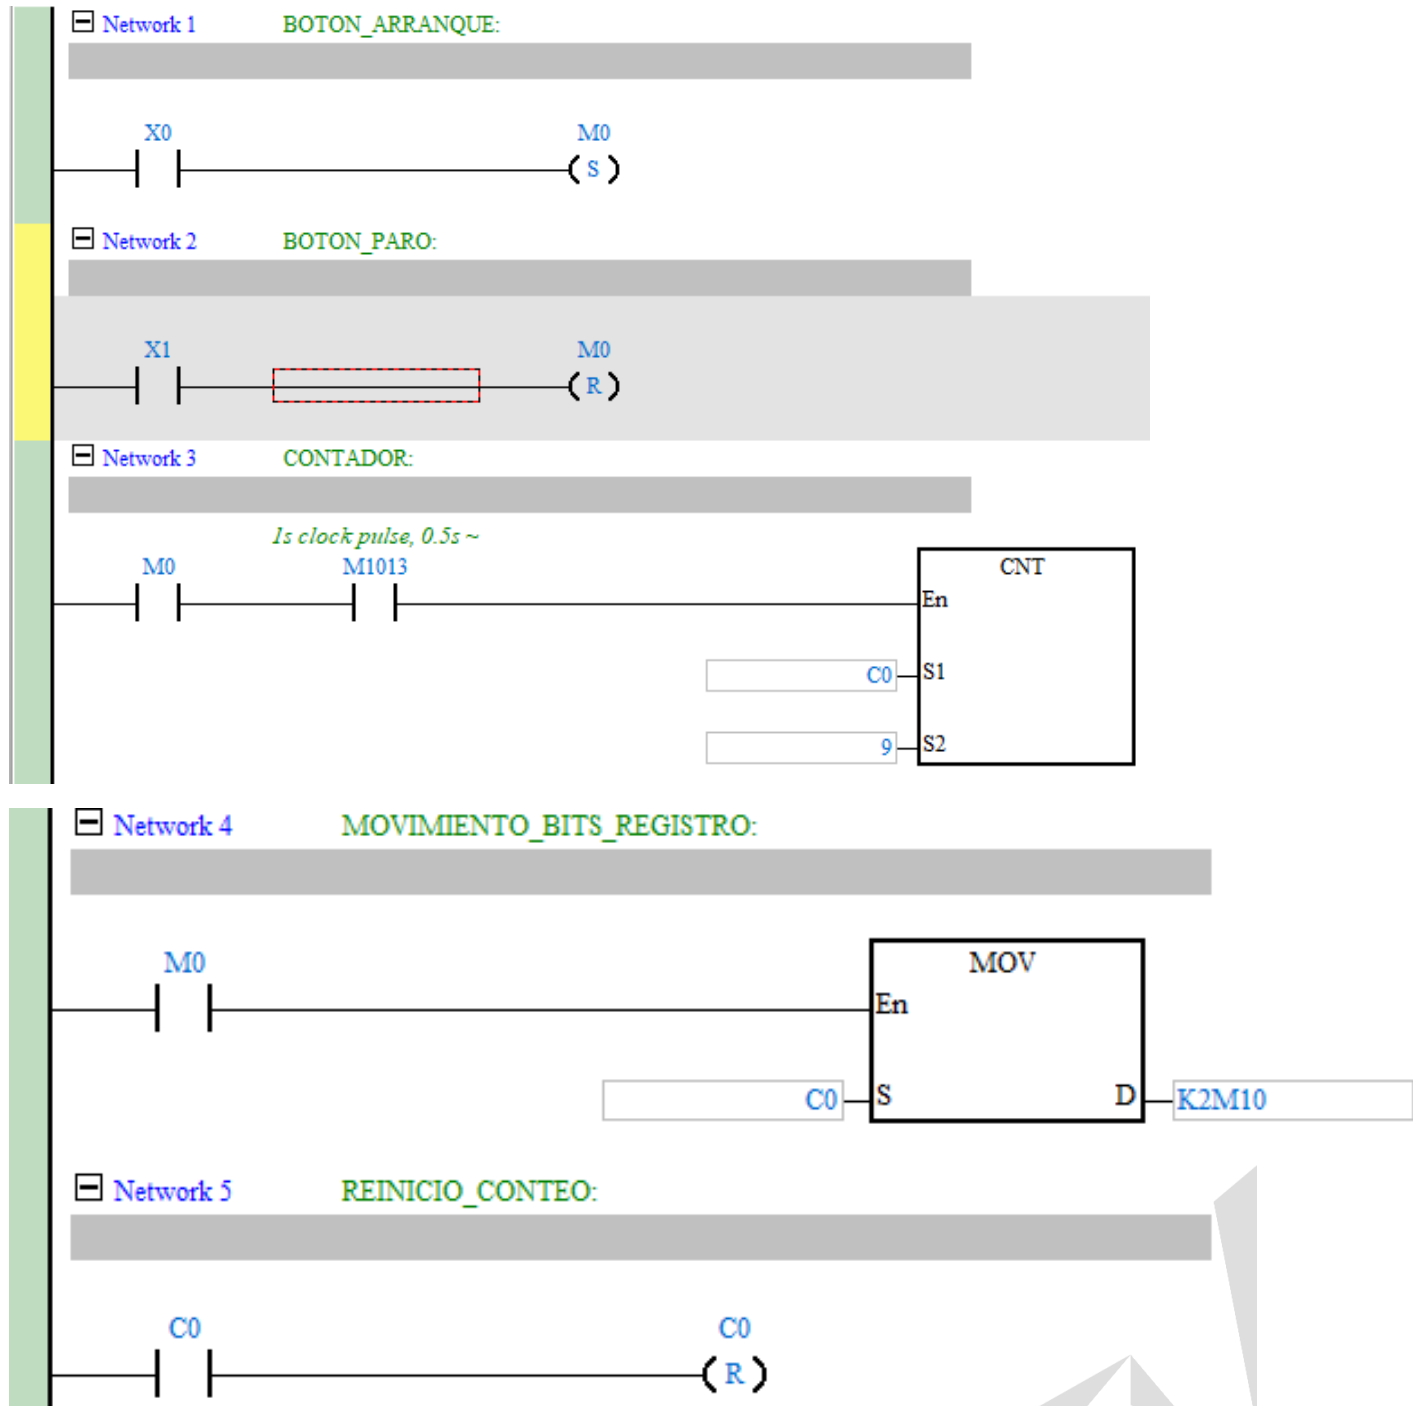 Network 1 BOTON_ARRANQUE:
X0 M0
S
Network 2 BOTON_PARO:
X1 M0
R
Network 3 CONTADOR:
1s clock pulse, 0.5s ~
M0 M1013 CNT
En
C0 S1
9 S2
Network 4 MOVIMIENTO_BITS_REGISTRO:
M0 MOV
En
C0 S D K2M10
Network 5 REINICIO_CONTEO:
C0 C0
R